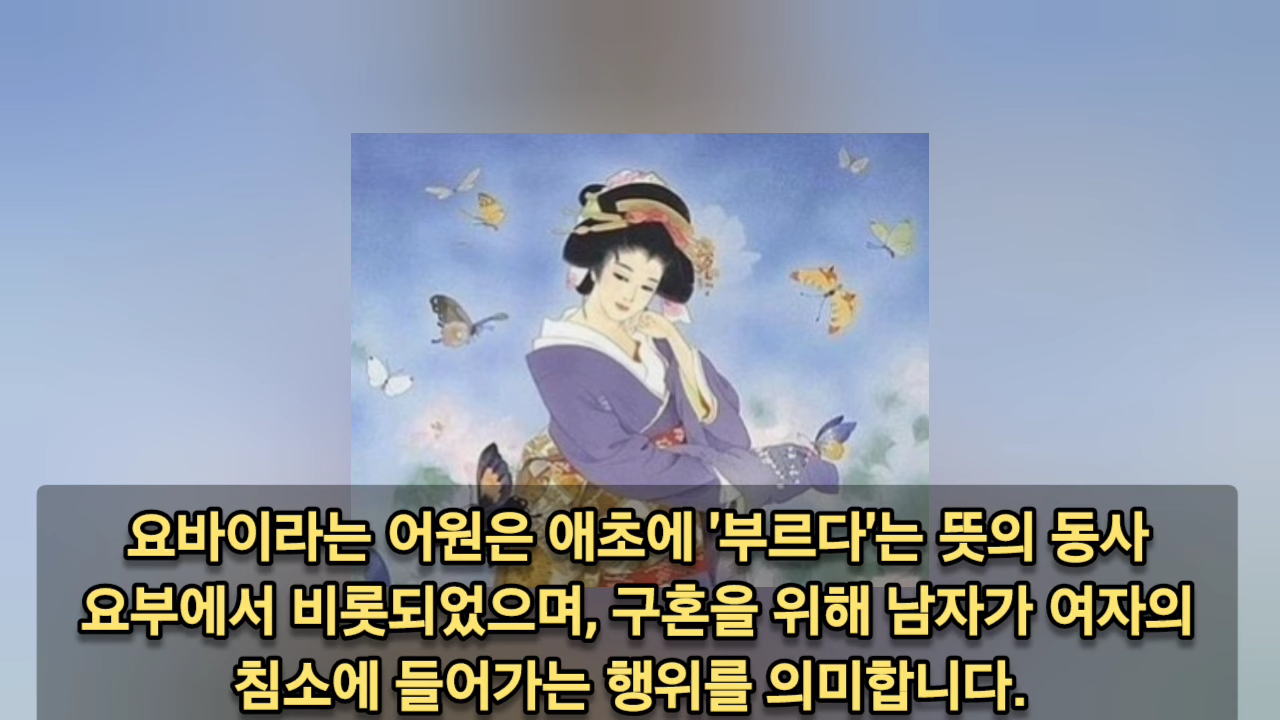 요바이라는 어원은 애초에 '부르다'는 뜻의 동사
요부에서 비롯되었으며, 구혼을 위해 남자가 여자의
침소에 들어가는 행위를 의미합니다.